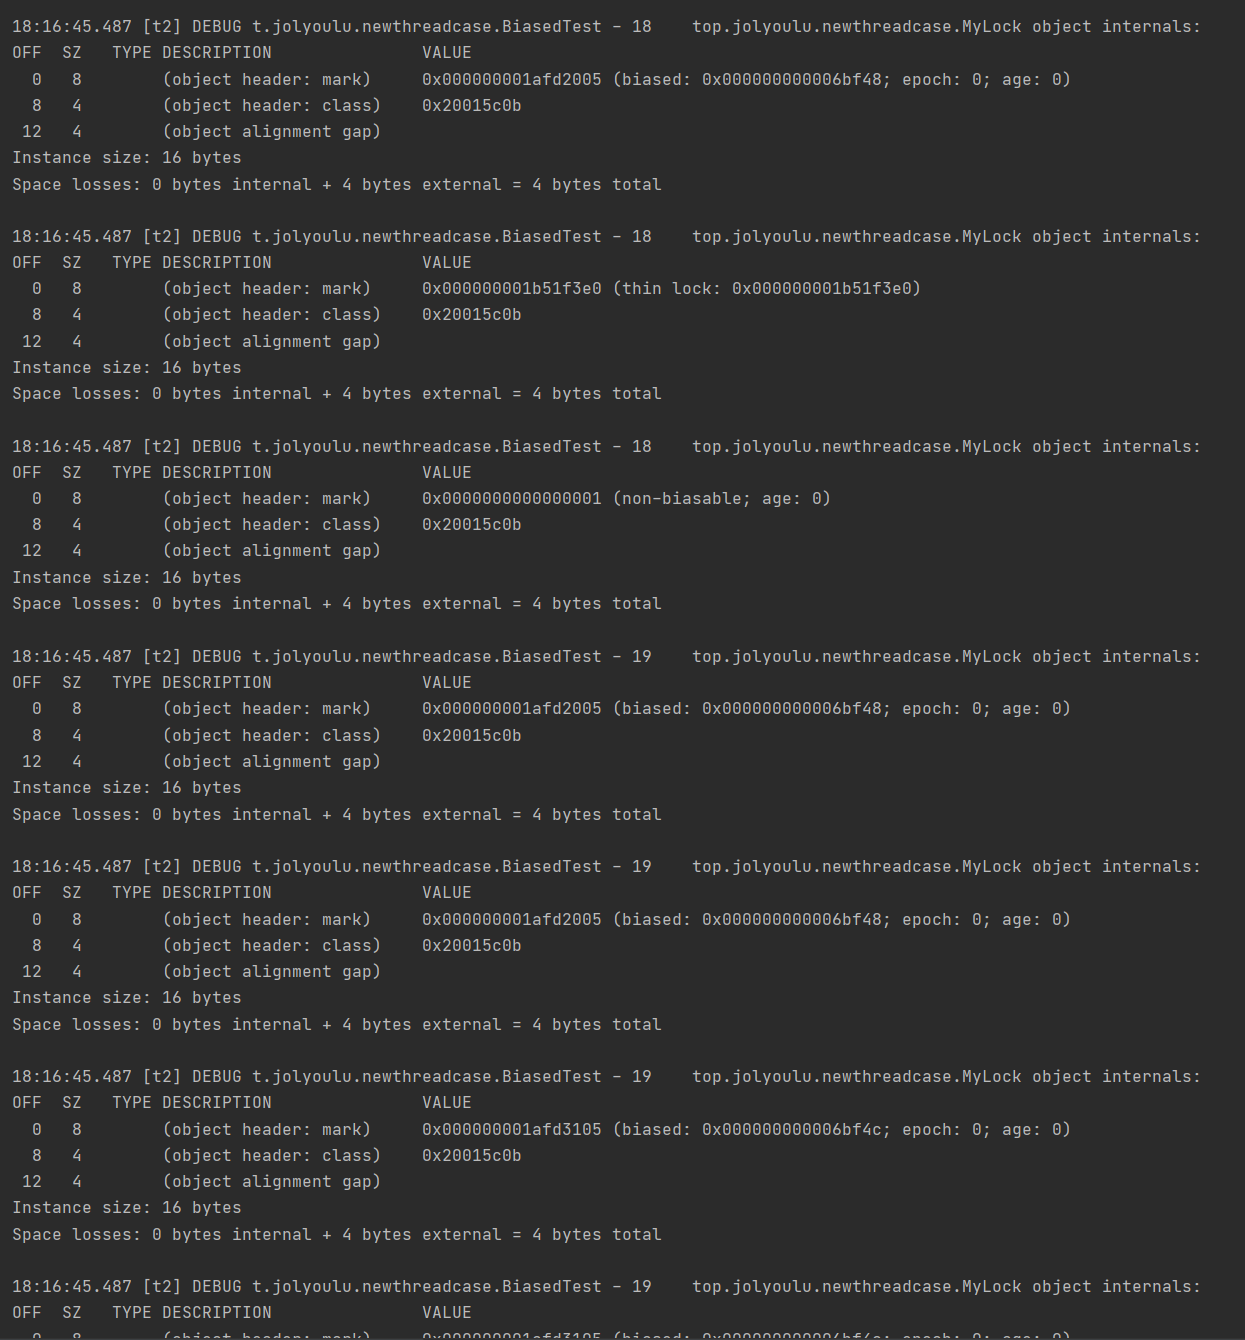 18:16:45.487 [t2] DEBUG t.jolyoulu.newthreadcase.BiasedTest - 18    top.jolyoulu.newthreadcase.MyLock object internals:
OFF  SZ   TYPE DESCRIPTION               VALUE
  0   8        (object header: mark)     0x000000001afd2005 (biased: 0x000000000006bf48; epoch: 0; age: 0)
  8   4        (object header: class)    0x20015c0b
 12   4        (object alignment gap)
Instance size: 16 bytes
Space losses: 0 bytes internal + 4 bytes external = 4 bytes total

18:16:45.487 [t2] DEBUG t.jolyoulu.newthreadcase.BiasedTest - 18    top.jolyoulu.newthreadcase.MyLock object internals:
OFF  SZ   TYPE DESCRIPTION               VALUE
  0   8        (object header: mark)     0x000000001b51f3e0 (thin lock: 0x000000001b51f3e0)
  8   4        (object header: class)    0x20015c0b
 12   4        (object alignment gap)
Instance size: 16 bytes
Space losses: 0 bytes internal + 4 bytes external = 4 bytes total

18:16:45.487 [t2] DEBUG t.jolyoulu.newthreadcase.BiasedTest - 18    top.jolyoulu.newthreadcase.MyLock object internals:
OFF  SZ   TYPE DESCRIPTION               VALUE
  0   8        (object header: mark)     0x0000000000000001 (non-biasable; age: 0)
  8   4        (object header: class)    0x20015c0b
 12   4        (object alignment gap)
Instance size: 16 bytes
Space losses: 0 bytes internal + 4 bytes external = 4 bytes total

18:16:45.487 [t2] DEBUG t.jolyoulu.newthreadcase.BiasedTest - 19    top.jolyoulu.newthreadcase.MyLock object internals:
OFF  SZ   TYPE DESCRIPTION               VALUE
  0   8        (object header: mark)     0x000000001afd2005 (biased: 0x000000000006bf48; epoch: 0; age: 0)
  8   4        (object header: class)    0x20015c0b
 12   4        (object alignment gap)
Instance size: 16 bytes
Space losses: 0 bytes internal + 4 bytes external = 4 bytes total

18:16:45.487 [t2] DEBUG t.jolyoulu.newthreadcase.BiasedTest - 19    top.jolyoulu.newthreadcase.MyLock object internals:
OFF  SZ   TYPE DESCRIPTION               VALUE
  0   8        (object header: mark)     0x000000001afd2005 (biased: 0x000000000006bf48; epoch: 0; age: 0)
  8   4        (object header: class)    0x20015c0b
 12   4        (object alignment gap)
Instance size: 16 bytes
Space losses: 0 bytes internal + 4 bytes external = 4 bytes total

18:16:45.487 [t2] DEBUG t.jolyoulu.newthreadcase.BiasedTest - 19    top.jolyoulu.newthreadcase.MyLock object internals:
OFF  SZ   TYPE DESCRIPTION               VALUE
  0   8        (object header: mark)     0x000000001afd3105 (biased: 0x000000000006bf4c; epoch: 0; age: 0)
  8   4        (object header: class)    0x20015c0b
 12   4        (object alignment gap)
Instance size: 16 bytes
Space losses: 0 bytes internal + 4 bytes external = 4 bytes total

18:16:45.487 [t2] DEBUG t.jolyoulu.newthreadcase.BiasedTest - 19    top.jolyoulu.newthreadcase.MyLock object internals:
OFF  SZ   TYPE DESCRIPTION               VALUE